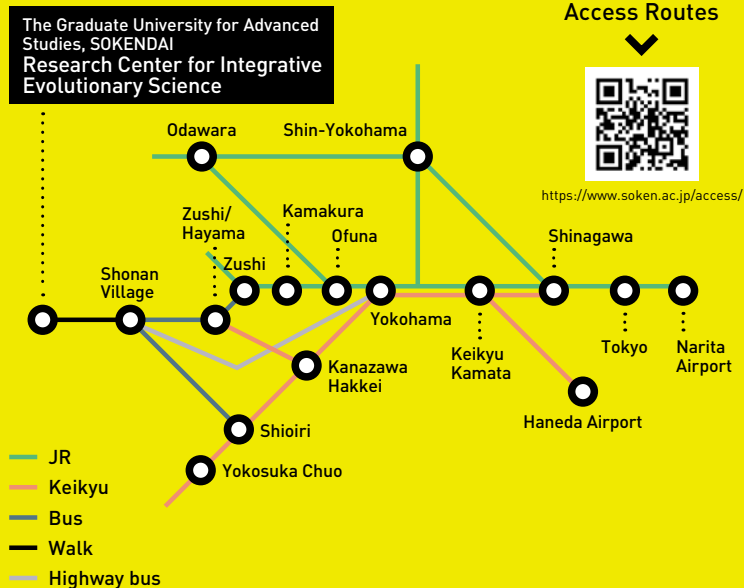 The Graduate University for Advanced
Studies, SOKENDAI
Research Center for Integrative
Evolutionary Science
Access Routes
https://www.soken.ac.jp/access/
Odawara
Shin-Yokohama
Zushi/
Hayama
Kamakura
Ofuna
Shinagawa
Zushi
Shonan
Village
Yokohama
Keikyu
Kamata
Tokyo
Narita
Airport
Kanazawa
Hakkei
Haneda Airport
Shioiri
Yokosuka Chuo
JR
Keikyu
Bus
Walk
Highway bus